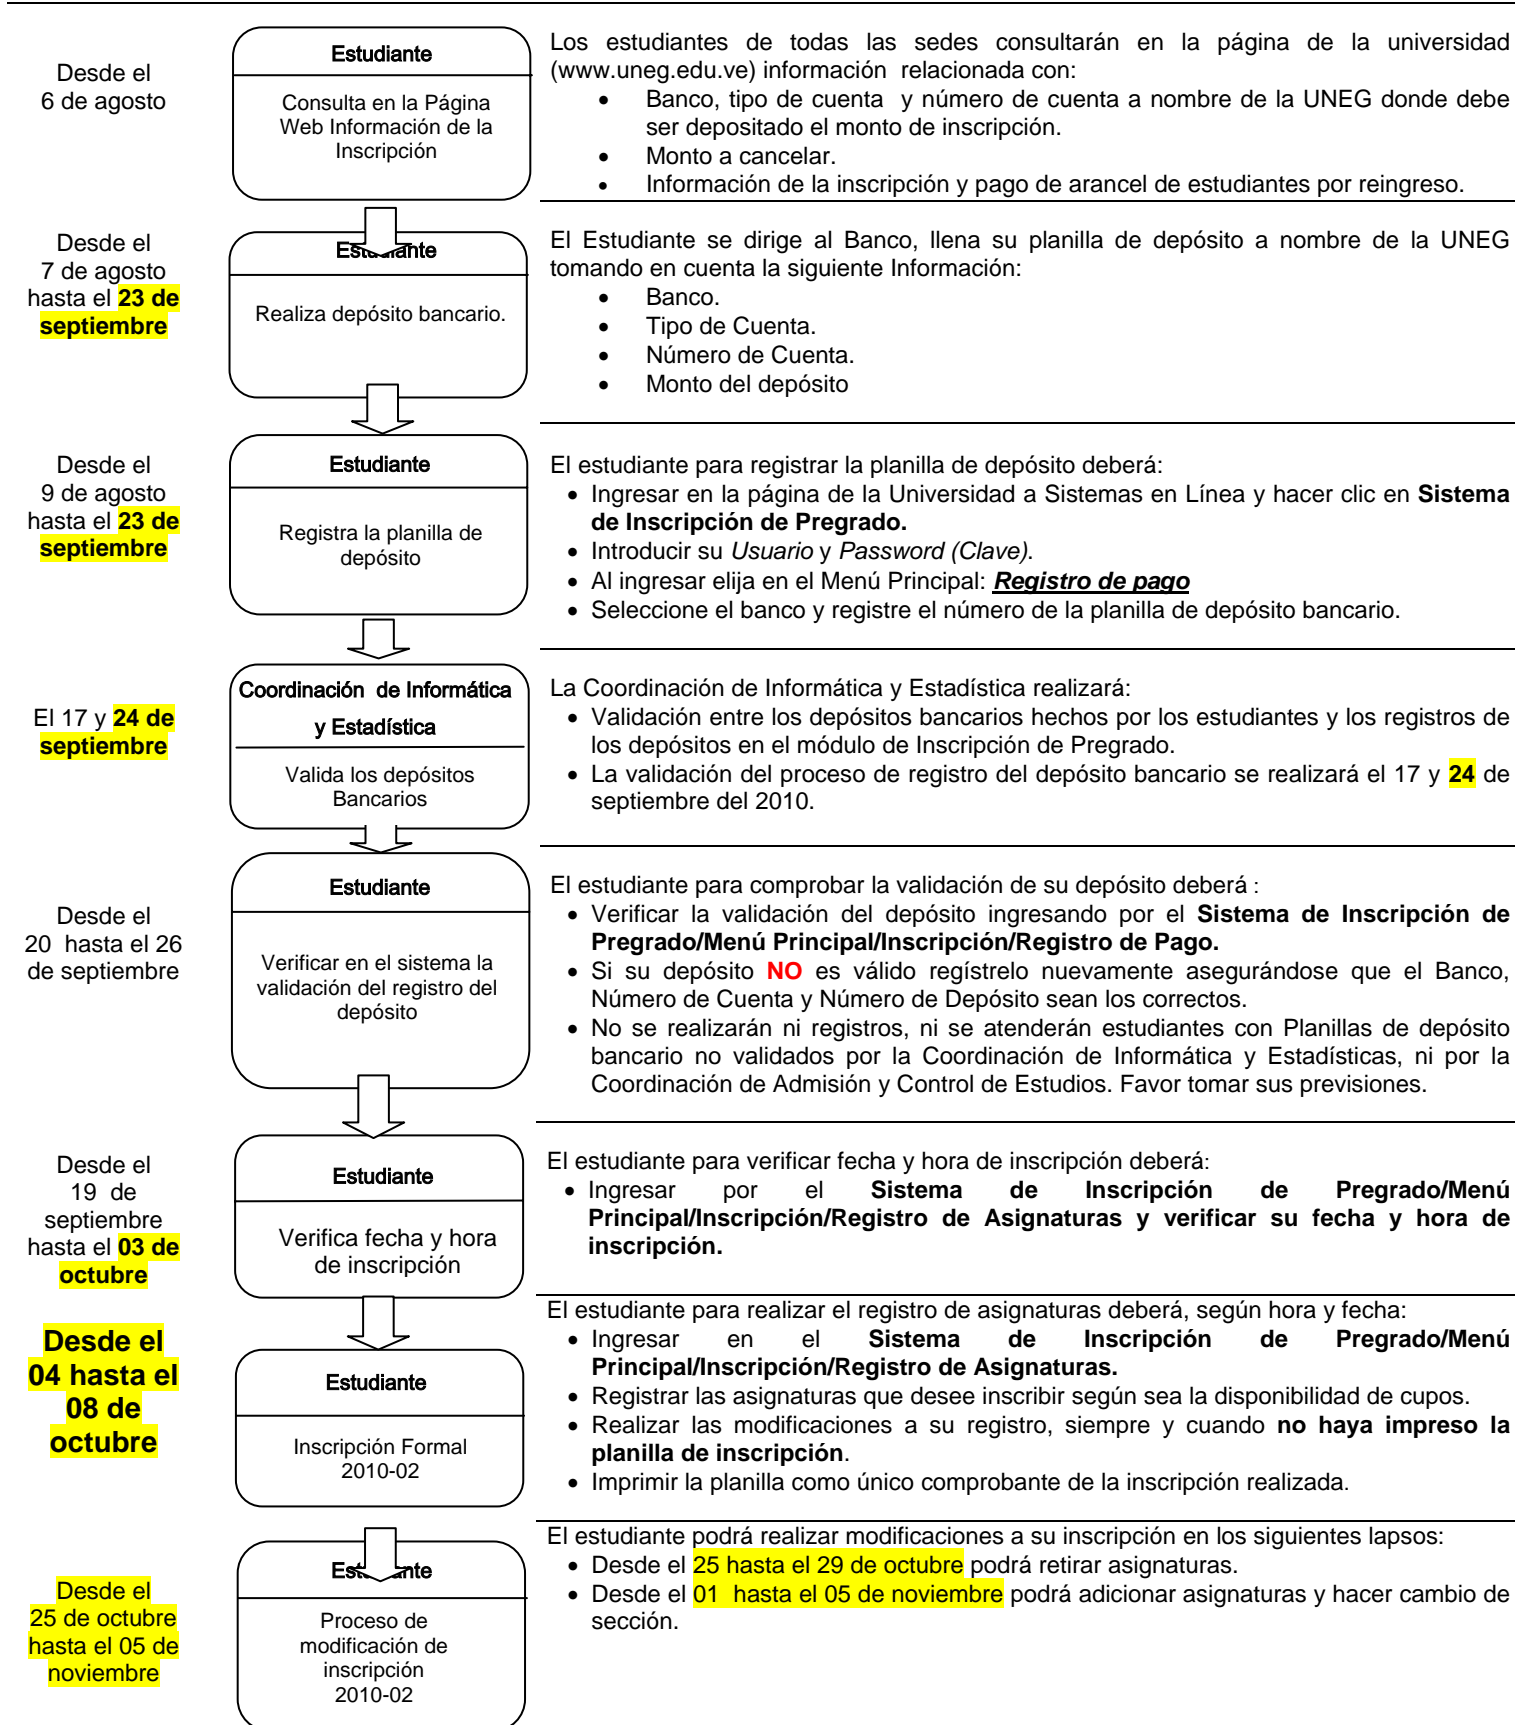 Desde el
6 de agosto
Estudiante
Consulta en la Página
Web Información de la
Inscripción
Los estudiantes de todas las sedes consultarán en la página de la universidad
(www.uneg.edu.ve) información relacionada con:
• Banco, tipo de cuenta y número de cuenta a nombre de la UNEG donde debe
ser depositado el monto de inscripción.
• Monto a cancelar.
• Información de la inscripción y pago de arancel de estudiantes por reingreso.
Desde el
7 de agosto
hasta el 23 de
septiembre
Estudiante
Realiza depósito bancario.
El Estudiante se dirige al Banco, llena su planilla de depósito a nombre de la UNEG
tomando en cuenta la siguiente Información:
• Banco.
• Tipo de Cuenta.
• Número de Cuenta.
• Monto del depósito
Desde el
9 de agosto
hasta el 23 de
septiembre
Estudiante
Registra la planilla de
depósito
El estudiante para registrar la planilla de depósito deberá:
• Ingresar en la página de la Universidad a Sistemas en Línea y hacer clic en Sistema
de Inscripción de Pregrado.
• Introducir su Usuario y Password (Clave).
• Al ingresar elija en el Menú Principal: Registro de pago
• Seleccione el banco y registre el número de la planilla de depósito bancario.
El 17 y 24 de
septiembre
Coordinación de Informática
y Estadística
Valida los depósitos
Bancarios
La Coordinación de Informática y Estadística realizará:
• Validación entre los depósitos bancarios hechos por los estudiantes y los registros de
los depósitos en el módulo de Inscripción de Pregrado.
• La validación del proceso de registro del depósito bancario se realizará el 17 y 24 de
septiembre del 2010.
Desde el
20 hasta el 26
de septiembre
Estudiante
Verificar en el sistema la
validación del registro del
depósito
El estudiante para comprobar la validación de su depósito deberá :
• Verificar la validación del depósito ingresando por el Sistema de Inscripción de
Pregrado/Menú Principal/Inscripción/Registro de Pago.
• Si su depósito NO es válido regístrelo nuevamente asegurándose que el Banco,
Número de Cuenta y Número de Depósito sean los correctos.
• No se realizarán ni registros, ni se atenderán estudiantes con Planillas de depósito
bancario no validados por la Coordinación de Informática y Estadísticas, ni por la
Coordinación de Admisión y Control de Estudios. Favor tomar sus previsiones.
Desde el
19 de
septiembre
hasta el 03 de
octubre
Estudiante
Verifica fecha y hora
de inscripción
El estudiante para verificar fecha y hora de inscripción deberá:
• Ingresar por el Sistema de Inscripción de Pregrado/Menú
Principal/Inscripción/Registro de Asignaturas y verificar su fecha y hora de
inscripción.
Desde el
04 hasta el
08 de
octubre
Estudiante
Inscripción Formal
2010-02
El estudiante para realizar el registro de asignaturas deberá, según hora y fecha:
• Ingresar en el Sistema de Inscripción de Pregrado/Menú
Principal/Inscripción/Registro de Asignaturas.
• Registrar las asignaturas que desee inscribir según sea la disponibilidad de cupos.
• Realizar las modificaciones a su registro, siempre y cuando no haya impreso la
planilla de inscripción.
• Imprimir la planilla como único comprobante de la inscripción realizada.
Desde el
25 de octubre
hasta el 05 de
noviembre
Estudiante
Proceso de
modificación de
inscripción
2010-02
El estudiante podrá realizar modificaciones a su inscripción en los siguientes lapsos:
• Desde el 25 hasta el 29 de octubre podrá retirar asignaturas.
• Desde el 01 hasta el 05 de noviembre podrá adicionar asignaturas y hacer cambio de
sección.